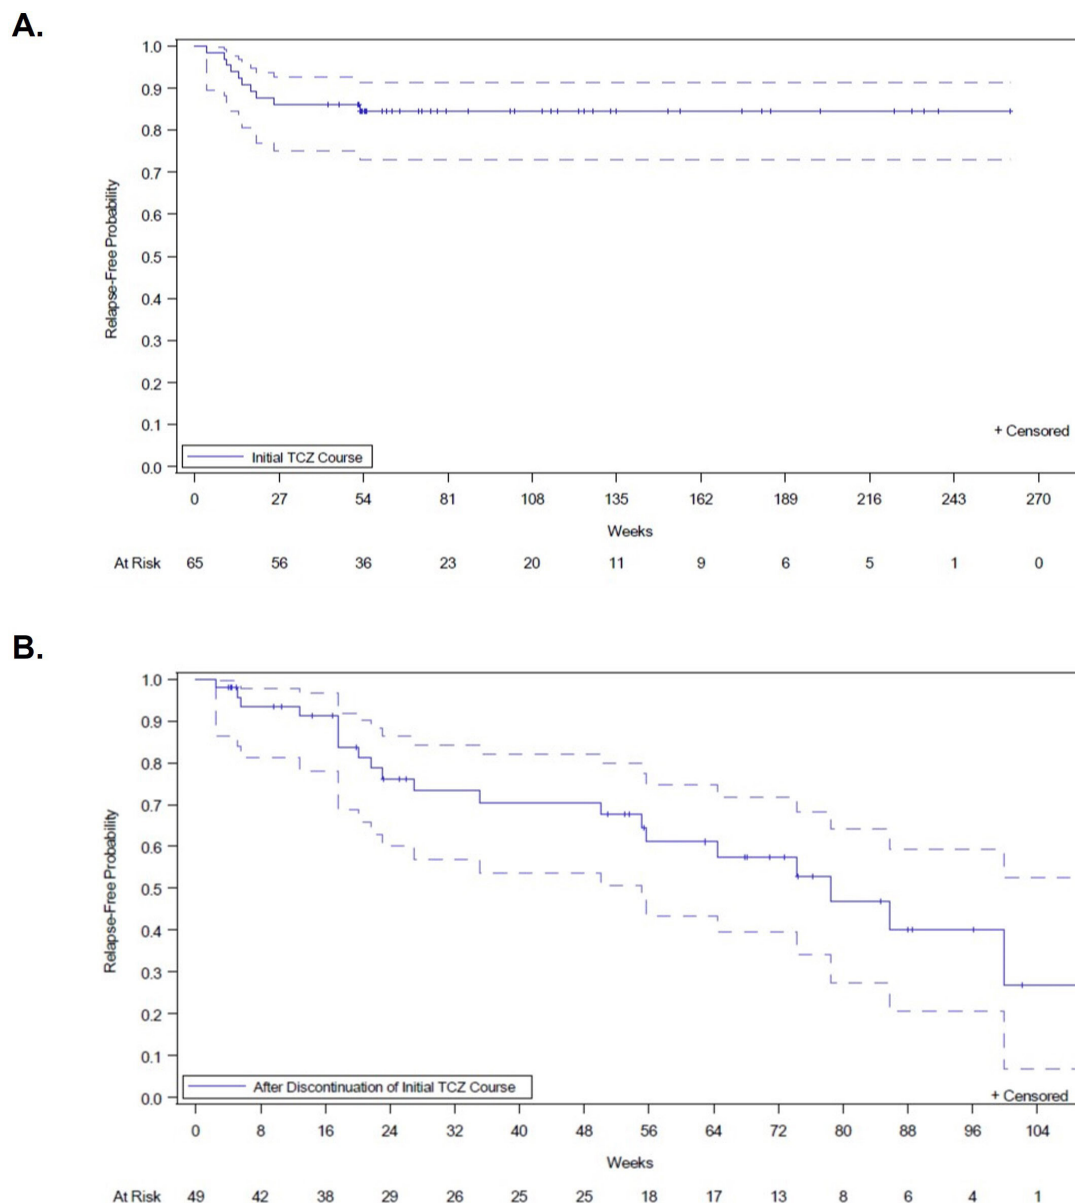 A.
1.0
0.9
0.8
0.7
0.6
0.5
0.4
0.3
0.2
0.1
0.0
Relapse-Free Probability
+ Censored
Initial TCZ Course
0 27 54 81 108 135 162 189 216 243 270
Weeks
At Risk 65 56 36 23 20 11 9 6 5 1 0
B.
1.0
0.9
0.8
0.7
0.6
0.5
0.4
0.3
0.2
0.1
0.0
Relapse-Free Probability
After Discontinuation of Initial TCZ Course
+ Censored
0 8 16 24 32 40 48 56 64 72 80 88 96 104
Weeks
At Risk 49 42 38 29 26 25 25 18 17 13 8 6 4 1